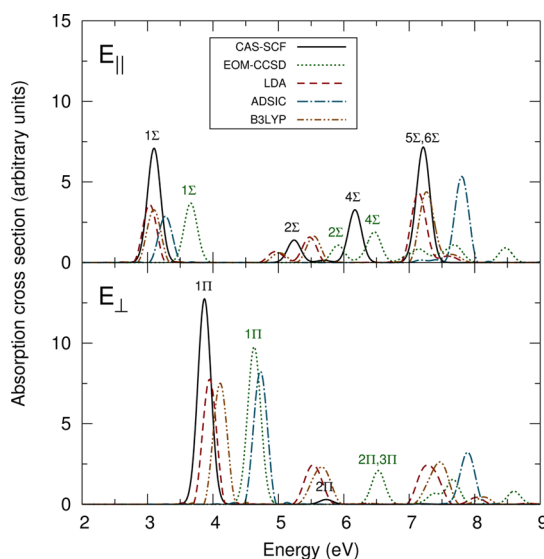 15
E||
CAS-SCF
EOM-CCSD
LDA
ADSIC
B3LYP
10
1Σ
5Σ,6Σ
5
1Σ
4Σ
2Σ
2Σ
4Σ
0
Absorption cross section (arbitrary units)
E⊥
1Π
10
1Π
5
2Π,3Π
2Π
0
2 3 4 5 6 7 8 9
Energy (eV)